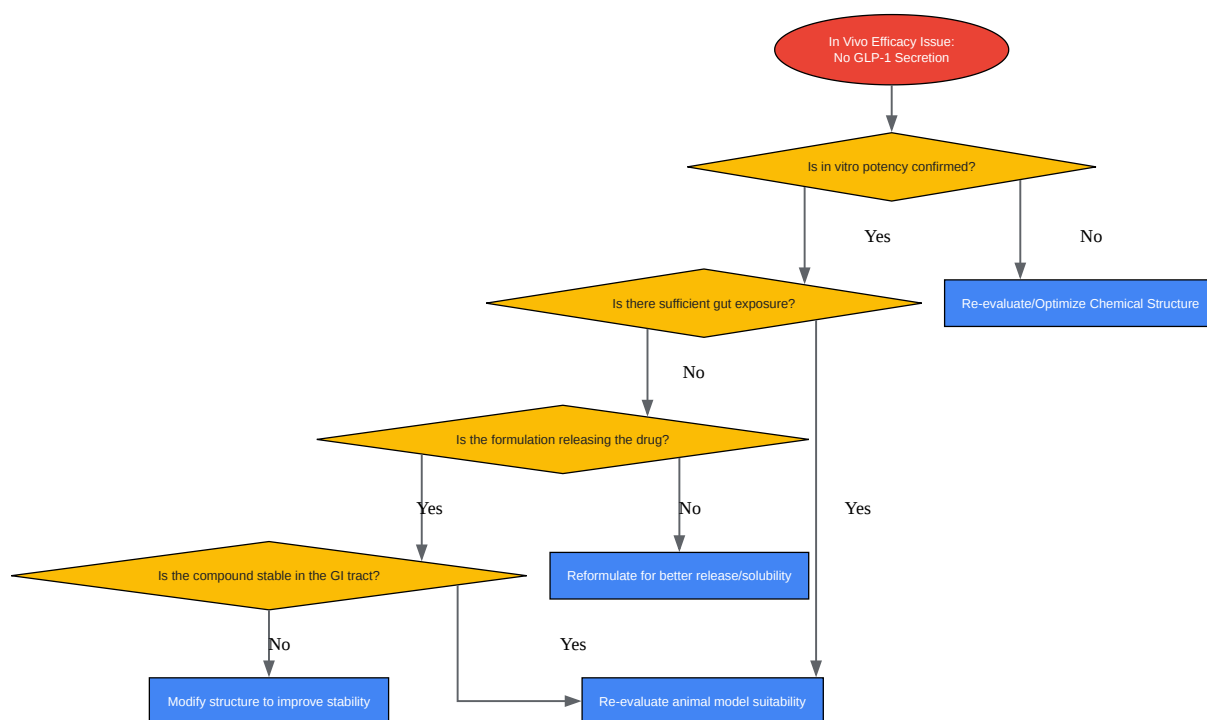 In Vivo Efficacy Issue:
No GLP-1 Secretion
Is in vitro potency confirmed?
Yes
No
Is there sufficient gut exposure?
Re-evaluate/Optimize Chemical Structure
No
Is the formulation releasing the drug?
Yes
No
Yes
Is the compound stable in the GI tract?
Reformulate for better release/solubility
No
Yes
Modify structure to improve stability
Re-evaluate animal model suitability